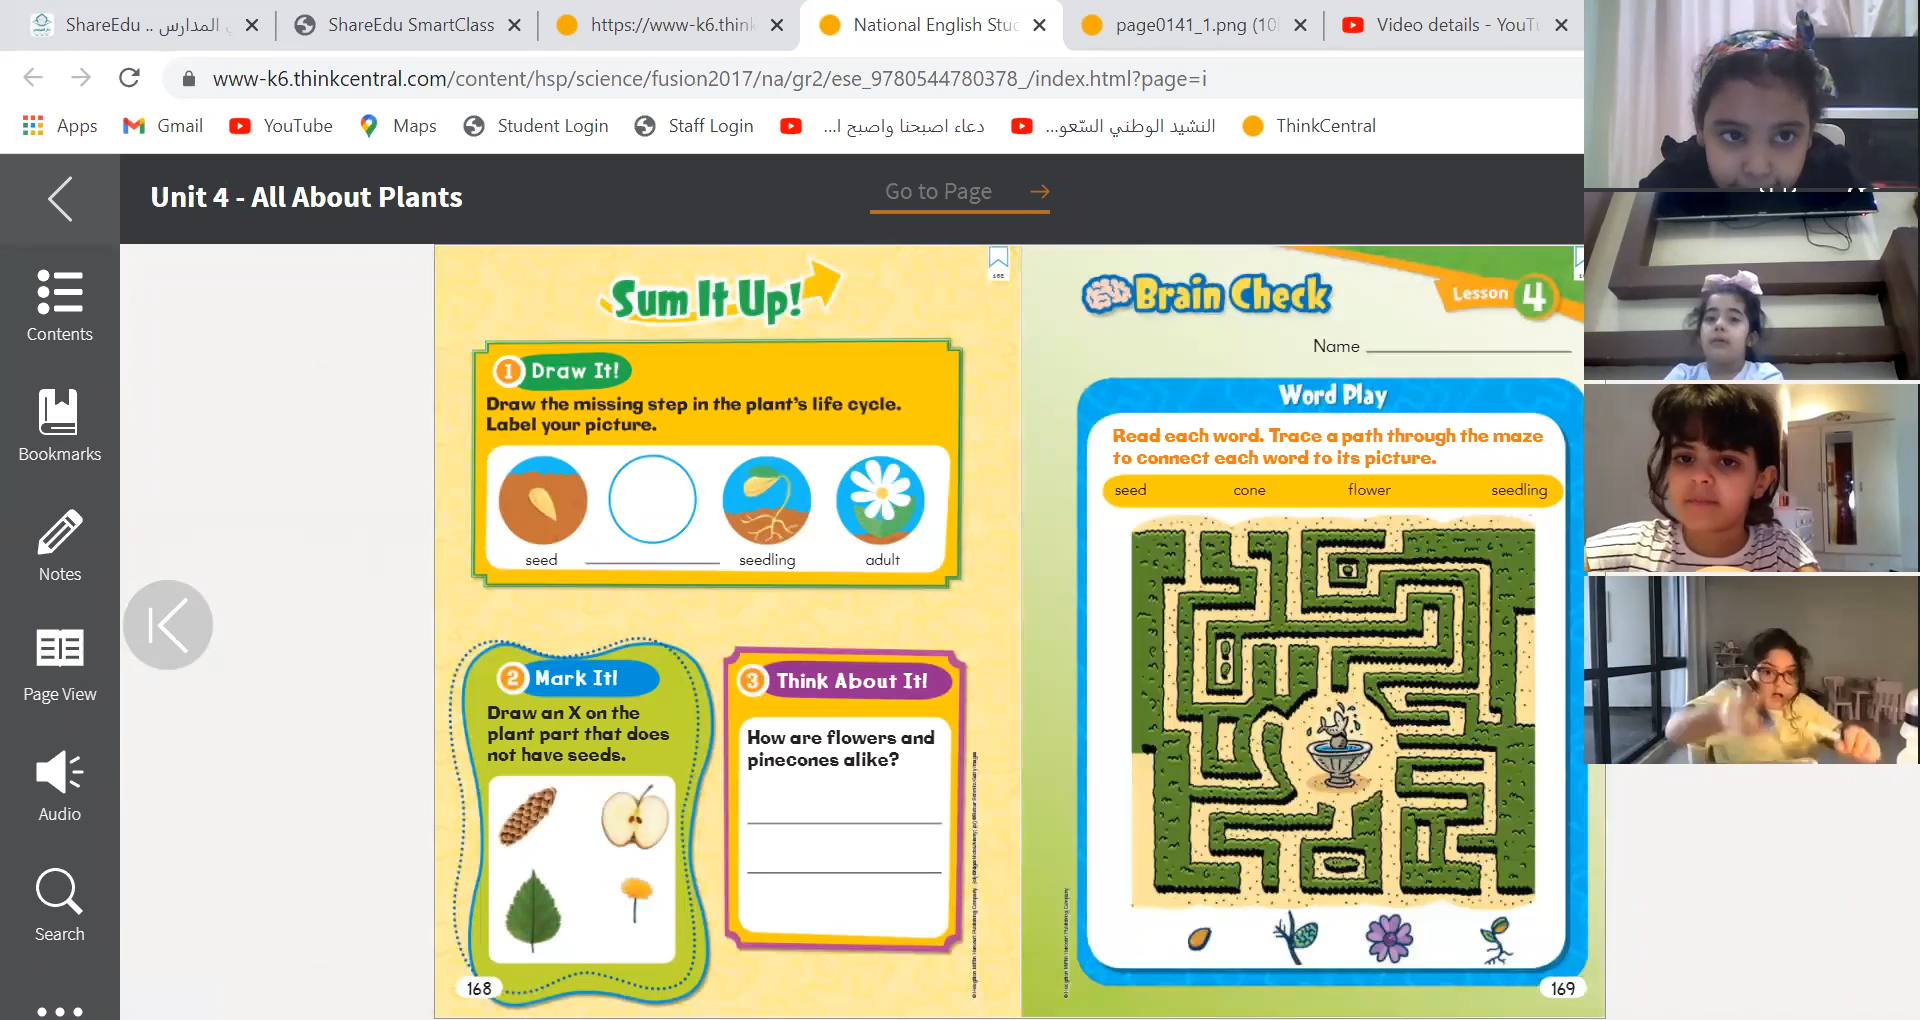 ShareEdu .. المدارس
ShareEdu SmartClass
https://www-k6.think
National English Stu
page0141_1.png (10
Video details - YouT
www-k6.thinkcentral.com/content/hsp/science/fusion2017/na/gr2/ese_9780544780378_/index.html?page=i
Apps
Gmail
YouTube
Maps
Student Login
Staff Login
دعاء اصبحنا واصبح ا...
النشيد الوطني السّعو...
ThinkCentral
Unit 4 - All About Plants
Go to Page
Contents
Bookmarks
Notes
Page View
Audio
Search
Sum It Up!
1 Draw It!
Draw the missing step in the plant's life cycle.
Label your picture.
seed
seedling
adult
2 Mark It!
Draw an X on the
plant part that does
not have seeds.
3 Think About It!
How are flowers and
pinecones alike?
168
Brain Check
Lesson 4
Name
Word Play
Read each word. Trace a path through the maze
to connect each word to its picture.
seed cone flower seedling
169